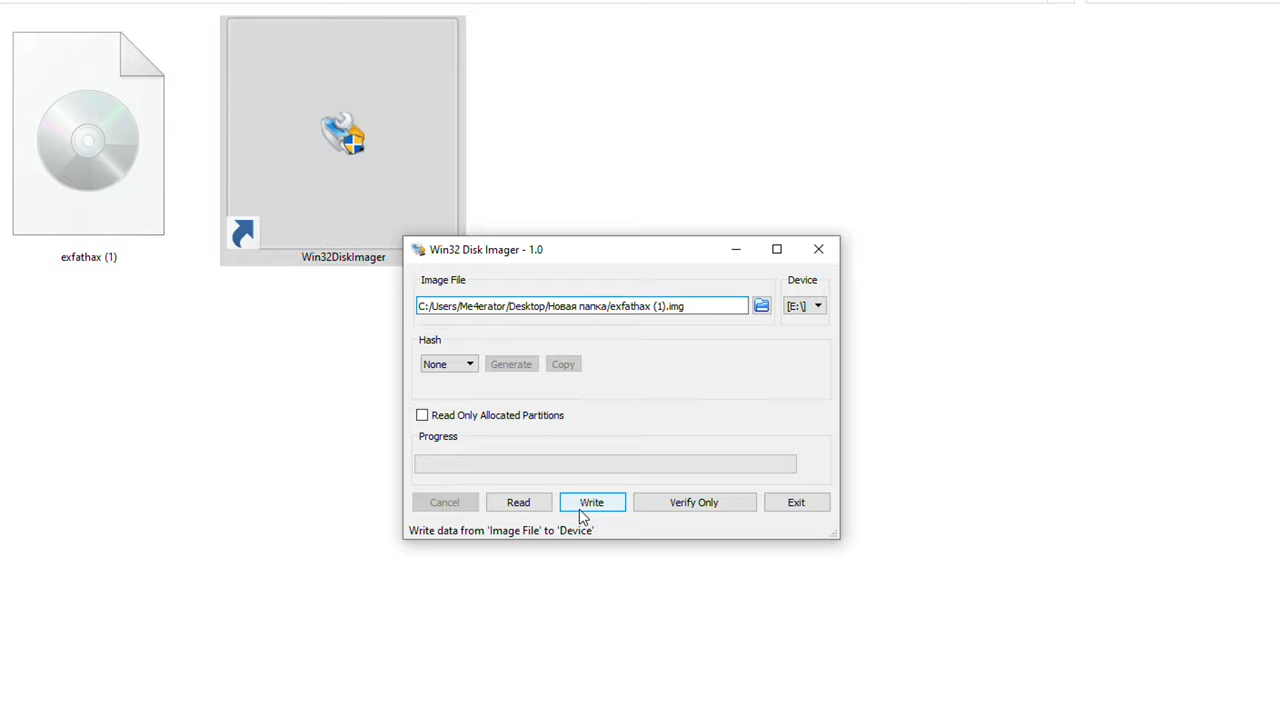 exfathax (1)
Win32DiskImager
Win32 Disk Imager - 1.0
Image File
Device
C:/Users/Me4erator/Desktop/Новая папка/exfathax (1).img
[E:\]
Hash
None
Generate
Copy
Read Only Allocated Partitions
Progress
Cancel
Read
Write
Verify Only
Exit
Write data from 'Image File' to 'Device'